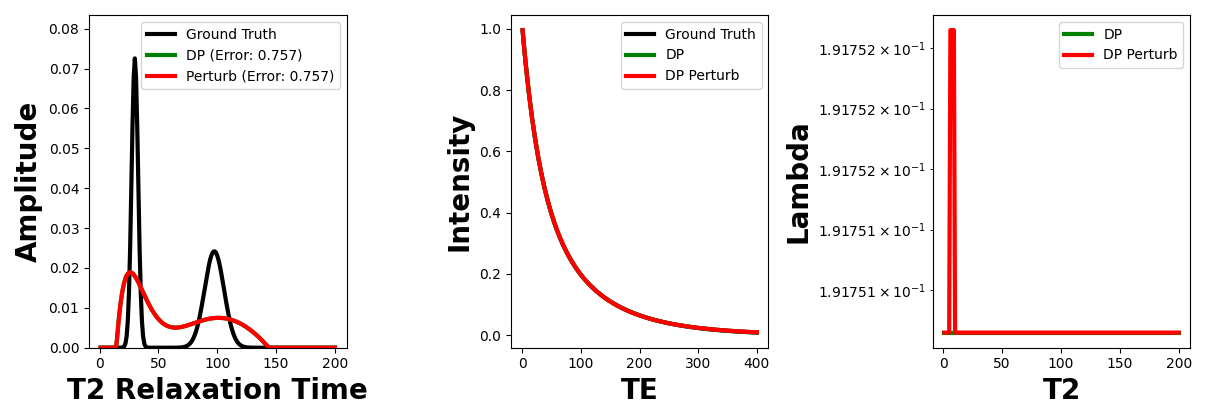 0.08
0.07
0.06
0.05
0.04
0.03
0.02
0.01
0.00
0
50
100
150
200
Amplitude
T2 Relaxation Time
Ground Truth
DP (Error: 0.757)
Perturb (Error: 0.757)
1.0
0.8
0.6
0.4
0.2
0.0
0
100
200
300
400
Intensity
TE
Ground Truth
DP
DP Perturb
1.91752 × 10⁻¹
1.91752 × 10⁻¹
1.91752 × 10⁻¹
1.91751 × 10⁻¹
1.91751 × 10⁻¹
0
50
100
150
200
Lambda
T2
DP
DP Perturb